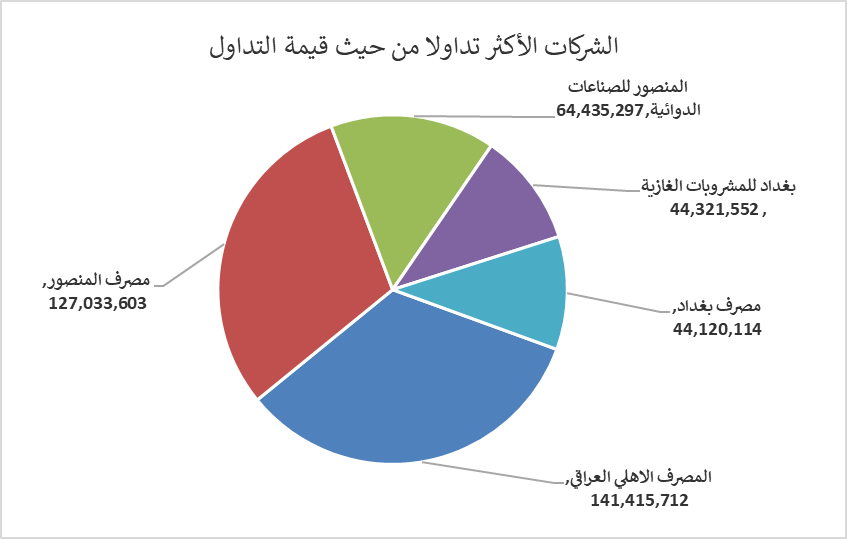 الشركات الأكثر تداولا من حيث قيمة التداول
المنصور للصناعات
الدوائية, 64,435,297
بغداد للمشروبات الغازية
, 44,321,552
مصرف بغداد,
44,120,114
مصرف المنصور,
127,033,603
المصرف الاهلي العراقي,
141,415,712